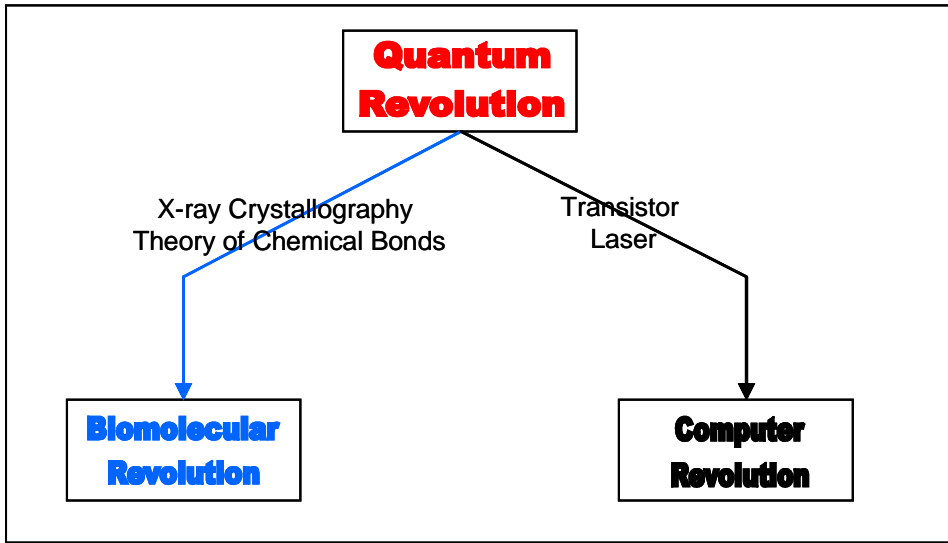 Quantum
Revolution
X-ray Crystallography
Theory of Chemical Bonds
Transistor
Laser
Biomolecular
Revolution
Computer
Revolution